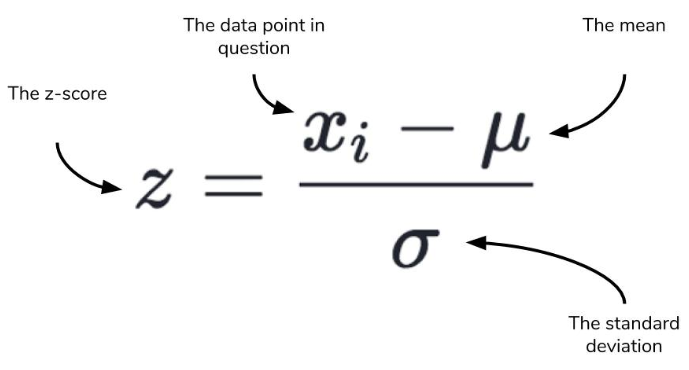 The data point in
question
The mean
The z-score
z = \frac{x_i - \mu}{\sigma}
The standard
deviation